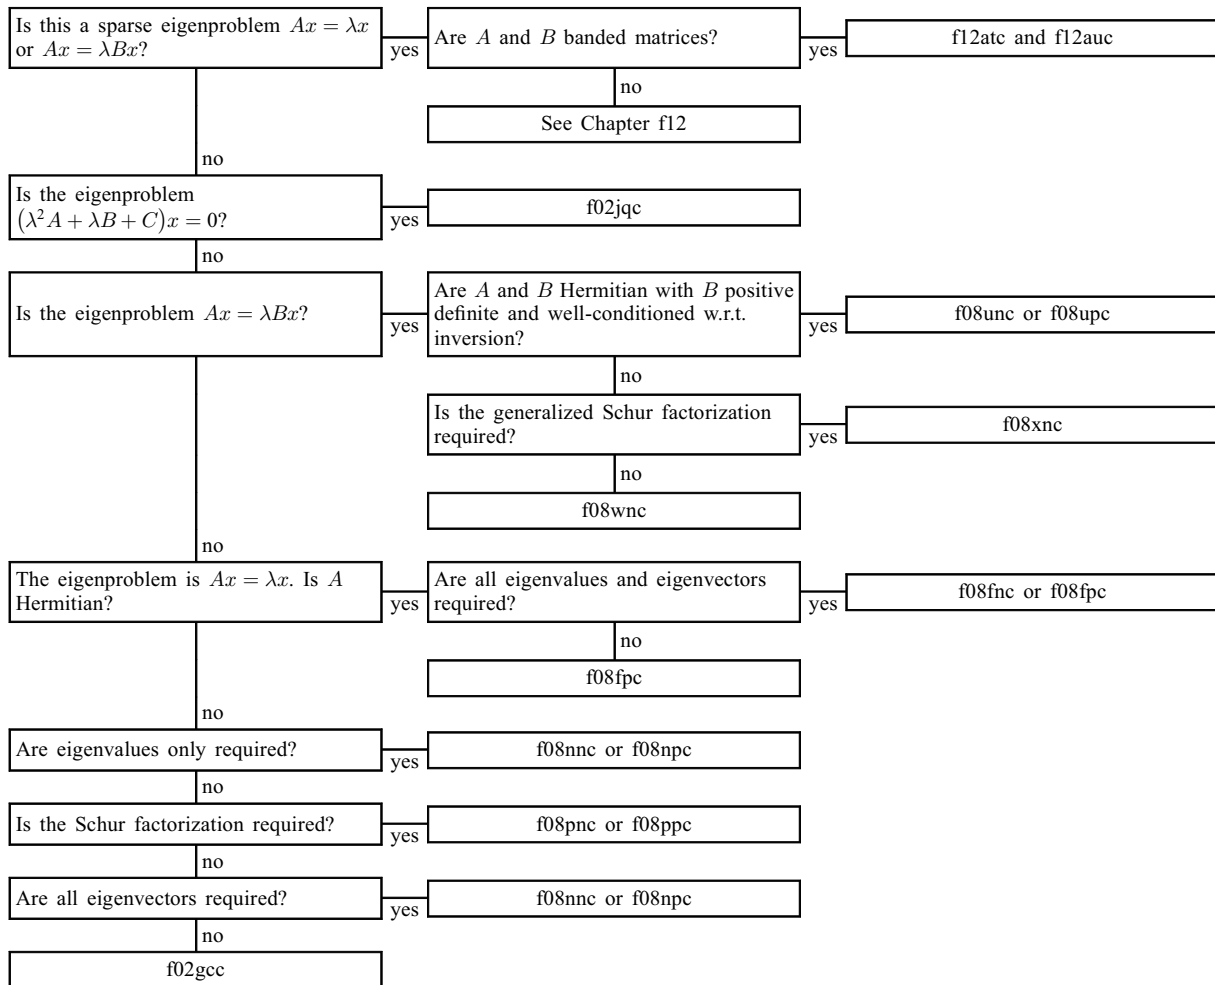 Is this a sparse eigenproblem Ax = λx
or Ax = λBx?
yes
Are A and B banded matrices?
yes
f12atc and f12auc
no
See Chapter f12
no
Is the eigenproblem
(λ²A + λB + C)x = 0?
yes
f02jqc
no
Is the eigenproblem Ax = λBx?
yes
Are A and B Hermitian with B positive
definite and well-conditioned w.r.t.
inversion?
yes
f08unc or f08upc
no
Is the generalized Schur factorization
required?
yes
f08xnc
no
f08wnc
no
The eigenproblem is Ax = λx. Is A
Hermitian?
yes
Are all eigenvalues and eigenvectors
required?
yes
f08fnc or f08fpc
no
f08fpc
no
Are eigenvalues only required?
yes
f08nnc or f08npc
no
Is the Schur factorization required?
yes
f08pnc or f08ppc
no
Are all eigenvectors required?
yes
f08nnc or f08npc
no
f02gcc